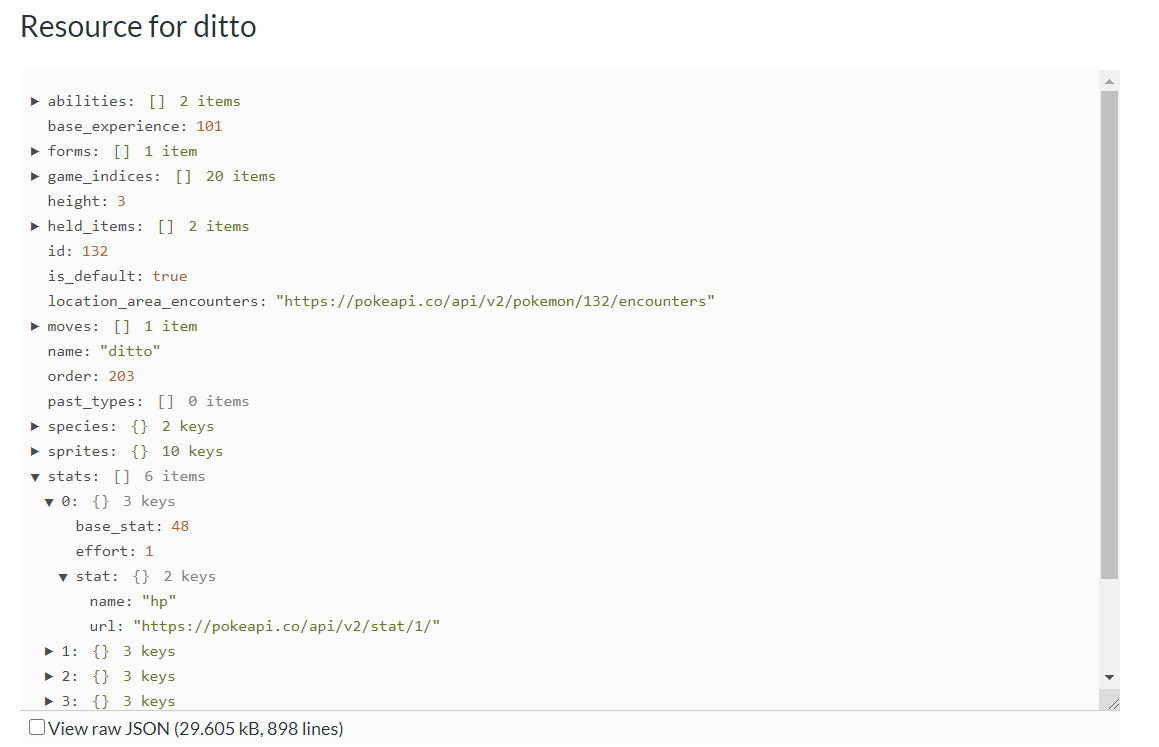 Resource for ditto
▶ abilities: [] 2 items
base_experience: 101
▶ forms: [] 1 item
▶ game_indices: [] 20 items
height: 3
▶ held_items: [] 2 items
id: 132
is_default: true
location_area_encounters: "https://pokeapi.co/api/v2/pokemon/132/encounters"
▶ moves: [] 1 item
name: "ditto"
order: 203
past_types: [] 0 items
▶ species: {} 2 keys
▶ sprites: {} 10 keys
▼ stats: [] 6 items
▼ 0: {} 3 keys
base_stat: 48
effort: 1
▼ stat: {} 2 keys
name: "hp"
url: "https://pokeapi.co/api/v2/stat/1/"
▶ 1: {} 3 keys
▶ 2: {} 3 keys
▶ 3: {} 3 keys
View raw JSON (29.605 kB, 898 lines)